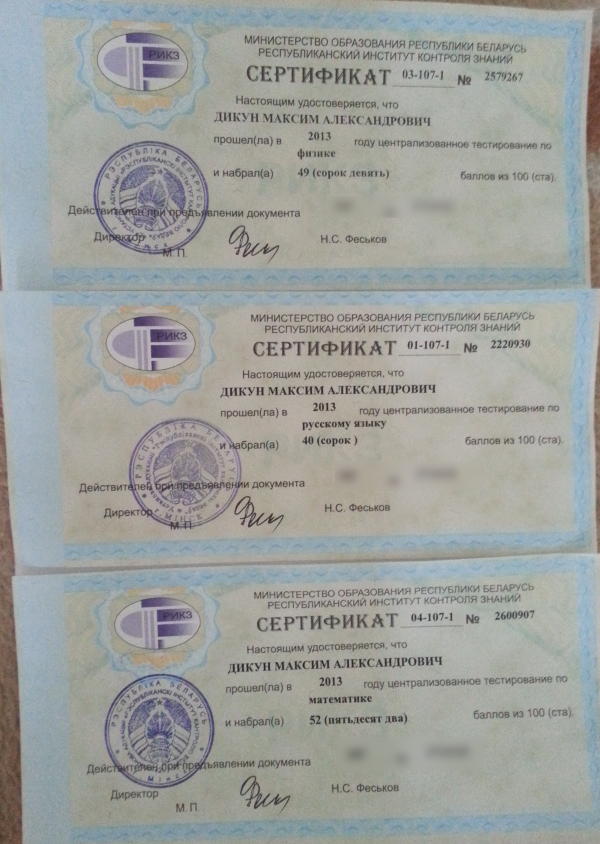 РИКЗ
МИНИСТЕРСТВО ОБРАЗОВАНИЯ РЕСПУБЛИКИ БЕЛАРУСЬ
РЕСПУБЛИКАНСКИЙ ИНСТИТУТ КОНТРОЛЯ ЗНАНИЙ
СЕРТИФИКАТ 03-107-1 № 2579267
Настоящим удостоверяется, что
ДИКУН МАКСИМ АЛЕКСАНДРОВИЧ
прошел(ла) в 2013 году централизованное тестирование по
физике
и набрал(а) 49 (сорок девять) баллов из 100 (ста).
Действителен при предъявлении документа
Директор Н.С. Феськов
М.П.
РЭСПУБЛІКА БЕЛАРУСЬ
РИКЗ
МИНИСТЕРСТВО ОБРАЗОВАНИЯ РЕСПУБЛИКИ БЕЛАРУСЬ
РЕСПУБЛИКАНСКИЙ ИНСТИТУТ КОНТРОЛЯ ЗНАНИЙ
СЕРТИФИКАТ 01-107-1 № 2220930
Настоящим удостоверяется, что
ДИКУН МАКСИМ АЛЕКСАНДРОВИЧ
прошел(ла) в 2013 году централизованное тестирование по
русскому языку
и набрал(а) 40 (сорок ) баллов из 100 (ста).
Действителен при предъявлении документа
Директор Н.С. Феськов
М.П.
РЭСПУБЛІКА БЕЛАРУСЬ
МІНСК
РИКЗ
МИНИСТЕРСТВО ОБРАЗОВАНИЯ РЕСПУБЛИКИ БЕЛАРУСЬ
РЕСПУБЛИКАНСКИЙ ИНСТИТУТ КОНТРОЛЯ ЗНАНИЙ
СЕРТИФИКАТ 04-107-1 № 2600907
Настоящим удостоверяется, что
ДИКУН МАКСИМ АЛЕКСАНДРОВИЧ
прошел(ла) в 2013 году централизованное тестирование по
математике
и набрал(а) 52 (пятьдесят два) баллов из 100 (ста).
Действителен при предъявлении документа
Директор Н.С. Феськов
М.П.
РЭСПУБЛІКА БЕЛАРУСЬ